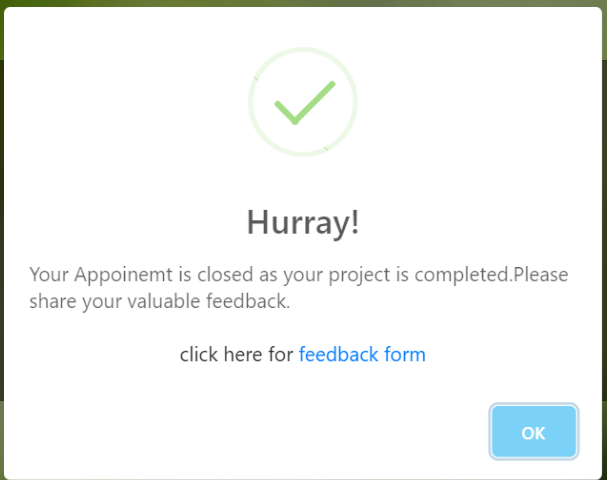 Hurray!
Your Appoinemt is closed as your project is completed.Please
share your valuable feedback.
click here for feedback form
OK